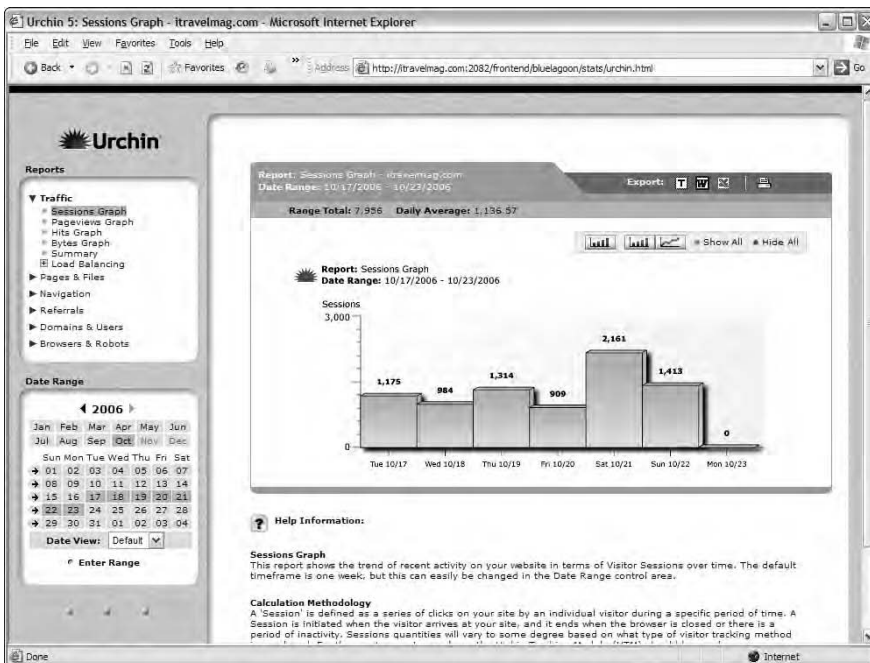 Urchin 5: Sessions Graph - itravelmag.com - Microsoft Internet Explorer
File Edit View Favorites Tools Help
Back Favorites » Address http://itravelmag.com:2082/frontend/bluelagoon/stats/urchin.html Go
Urchin
Reports
Traffic
Sessions Graph
Pageviews Graph
Hits Graph
Bytes Graph
Summary
Load Balancing
Pages & Files
Navigation
Referrals
Domains & Users
Browsers & Robots
Date Range
2006
Jan Feb Mar Apr May Jun
Jul Aug Sep Oct Nov Dec
Sun Mon Tue Wed Thu Fri Sat
01 02 03 04 05 06 07
08 09 10 11 12 13 14
15 16 17 18 19 20 21
22 23 24 25 26 27 28
29 30 31 01 02 03 04
Date View: Default
Enter Range
Report: Sessions Graph - itravelmag.com
Date Range: 10/17/2006 - 10/23/2006
Export: T W X
Range Total: 7,956 Daily Average: 1,136.57
Show All Hide All
Report: Sessions Graph
Date Range: 10/17/2006 - 10/23/2006
Sessions
3,000
0
1,175
984
1,314
909
2,161
1,413
0
Tue 10/17 Wed 10/18 Thu 10/19 Fri 10/20 Sat 10/21 Sun 10/22 Mon 10/23
? Help Information:
Sessions Graph
This report shows the trend of recent activity on your website in terms of Visitor Sessions over time. The default
timeframe is one week, but this can easily be changed in the Date Range control area.
Calculation Methodology
A 'Session' is defined as a series of clicks on your site by an individual visitor during a specific period of time. A
Session is initiated when the visitor arrives at your site, and it ends when the browser is closed or there is a
period of inactivity. Sessions quantities will vary to some degree based on what type of visitor tracking method
Done
Internet